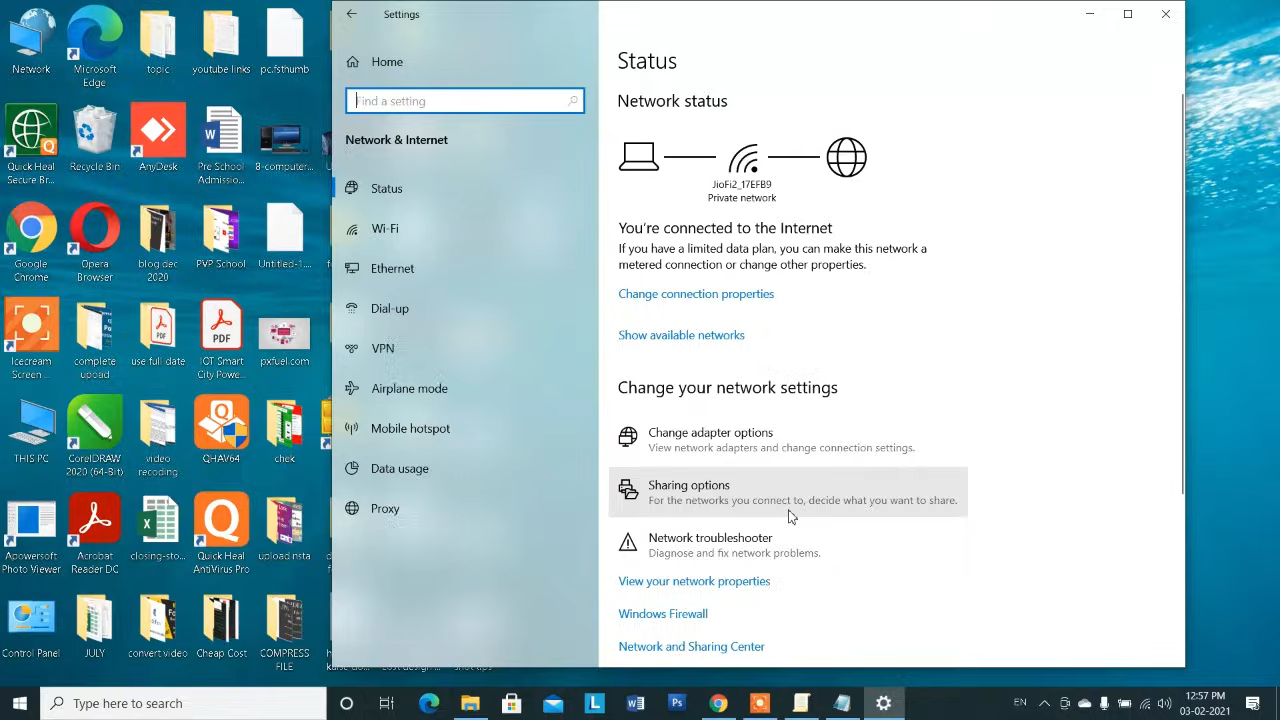 Network
Microsoft
Edge
topic
youtube links
pc.fsthumb
Quick Heal
Secure Br...
Recycle Bin
AnyDesk
Pre School
Admissio...
8-computer...
Google
Chrome
Opera
Browser
blog dec
2020
PVP School
Untitled-1....
Icecream
Screen ...
complete
upload
use full date
IOT Smart
City Powe...
pxfuel.com
THIS PC
CorelDRAW
2020 (64-Bit)
video
recording
QHAV64
chek
Apowersoft
Photo Viewer
Acrobat
Reader DC
closing-sto...
Quick Heal
AntiVirus Pro
download
instagram
Control Panel
JULY
convert video
Cheap Cost
COMPRESS
FILE
Settings
Home
Find a setting
Network & Internet
Status
Wi-Fi
Ethernet
Dial-up
VPN
Airplane mode
Mobile hotspot
Data usage
Proxy
Status
Network status
JioFi2_17EFB9
Private network
You're connected to the Internet
If you have a limited data plan, you can make this network a
metered connection or change other properties.
Change connection properties
Show available networks
Change your network settings
Change adapter options
View network adapters and change connection settings.
Sharing options
For the networks you connect to, decide what you want to share.
Network troubleshooter
Diagnose and fix network problems.
View your network properties
Windows Firewall
Network and Sharing Center
Type here to search
EN
12:57 PM
03-02-2021